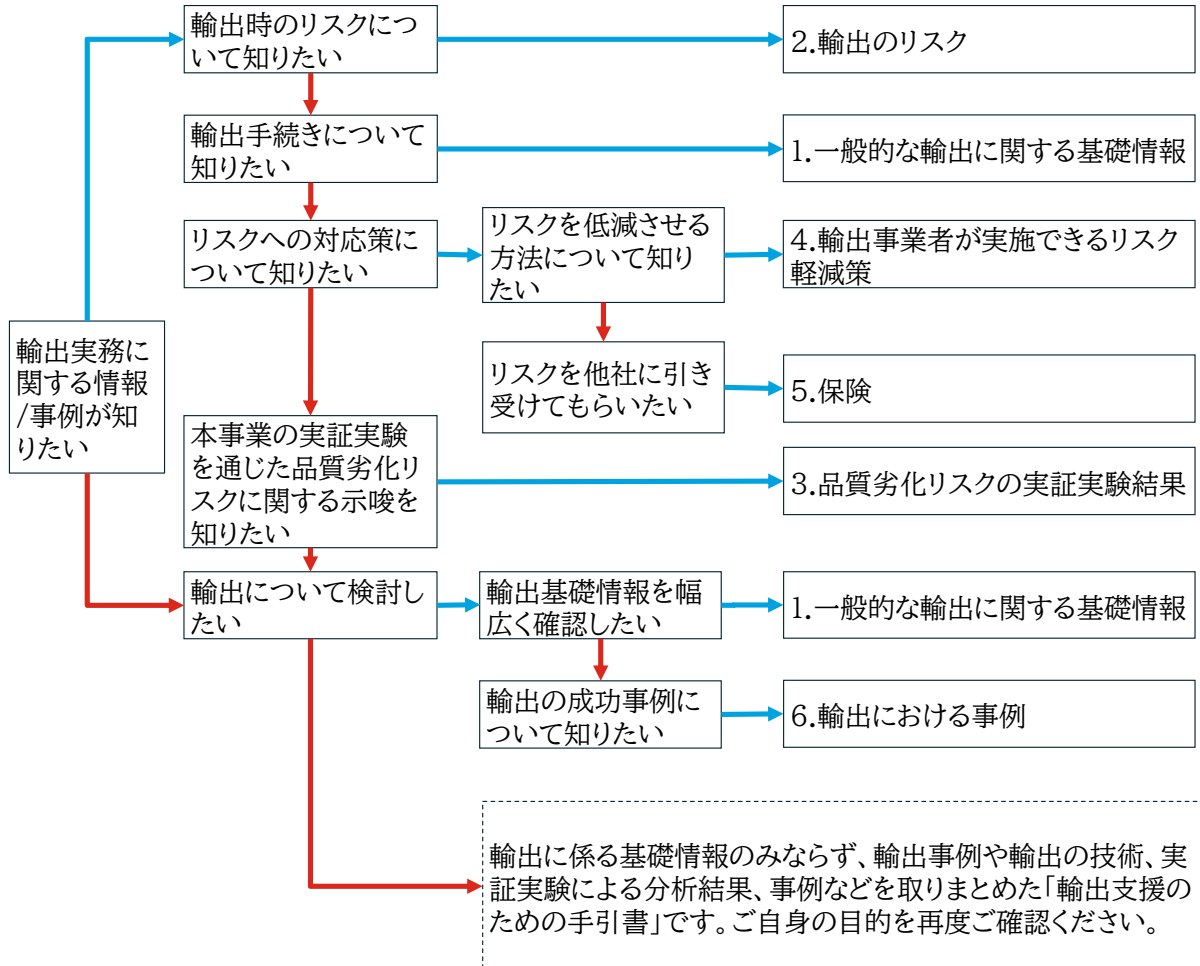 輸出時のリスクにつ
いて知りたい
2.輸出のリスク
輸出手続きについて
知りたい
1.一般的な輸出に関する基礎情報
リスクへの対応策に
ついて知りたい
リスクを低減させる
方法について知り
たい
4.輸出事業者が実施できるリスク
軽減策
輸出実務に
関する情報
/事例が知
りたい
リスクを他社に引き
受けてもらいたい
5.保険
本事業の実証実験
を通じた品質劣化リ
スクに関する示唆を
知りたい
3.品質劣化リスクの実証実験結果
輸出について検討し
たい
輸出基礎情報を幅
広く確認したい
1.一般的な輸出に関する基礎情報
輸出の成功事例に
ついて知りたい
6.輸出における事例
輸出に係る基礎情報のみならず、輸出事例や輸出の技術、実
証実験による分析結果、事例などを取りまとめた「輸出支援の
ための手引書」です。ご自身の目的を再度ご確認ください。